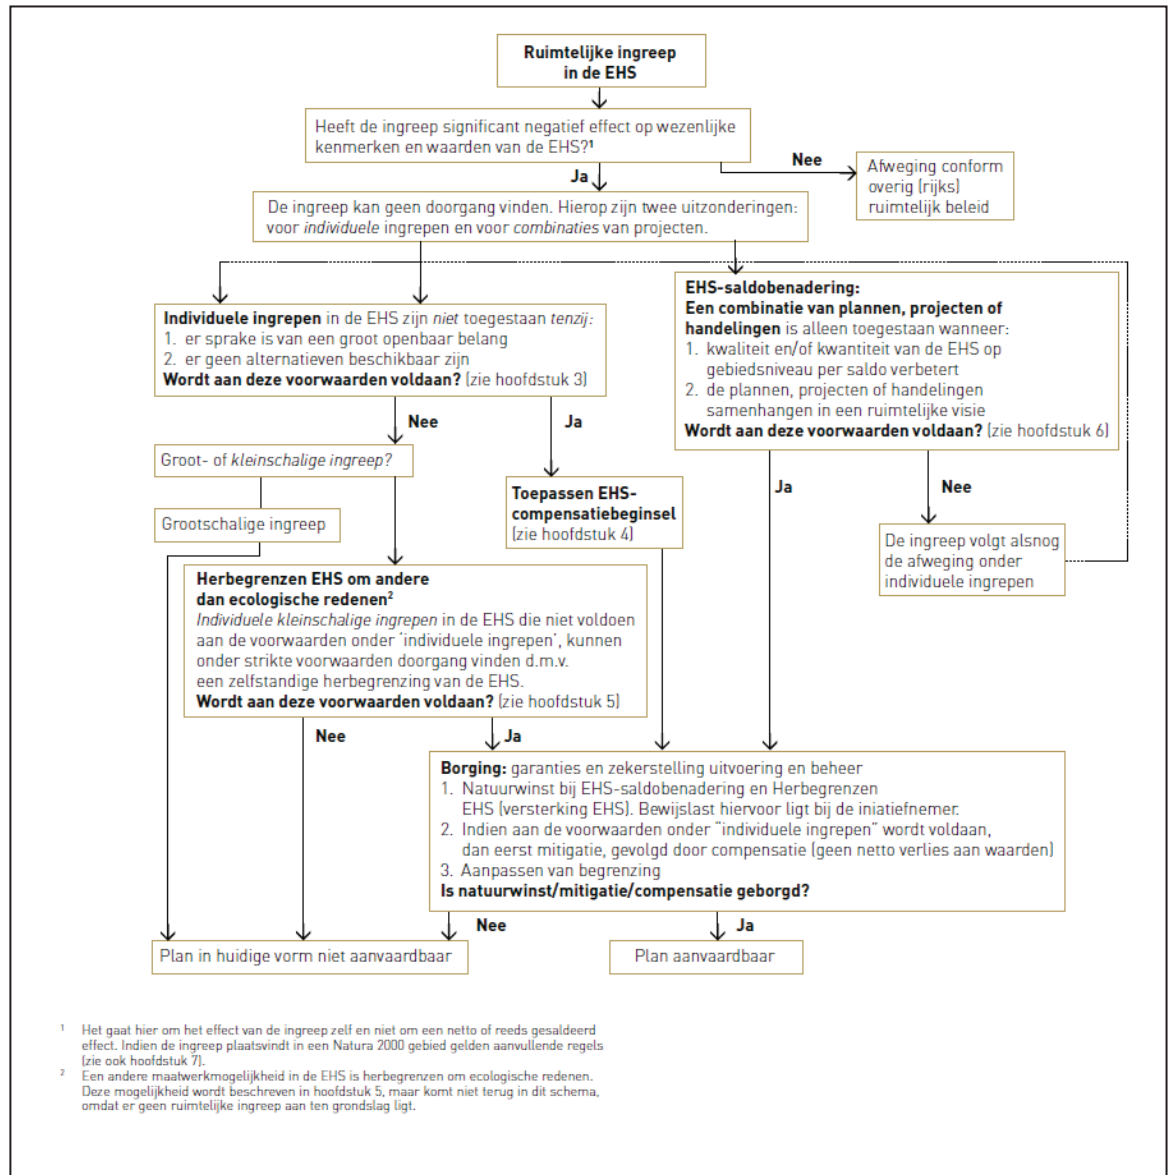 Ruimtelijke ingreep
in de EHS
Heeft de ingreep significant negatief effect op wezenlijke
kenmerken en waarden van de EHS?¹
Nee
Afweging conform
overig (rijks)
ruimtelijk beleid
Ja
De ingreep kan geen doorgang vinden. Hierop zijn twee uitzonderingen:
voor individuele ingrepen en voor combinaties van projecten.
Individuele ingrepen in de EHS zijn niet toegestaan tenzij:
1. er sprake is van een groot openbaar belang
2. er geen alternatieven beschikbaar zijn
Wordt aan deze voorwaarden voldaan? (zie hoofdstuk 3)
EHS-saldobenadering:
Een combinatie van plannen, projecten of
handelingen is alleen toegestaan wanneer:
1. kwaliteit en/of kwantiteit van de EHS op
gebiedsniveau per saldo verbetert
2. de plannen, projecten of handelingen
samenhangen in een ruimtelijke visie
Wordt aan deze voorwaarden voldaan? (zie hoofdstuk 6)
Nee
Ja
Groot- of kleinschalige ingreep?
Grootschalige ingreep
Toepassen EHS-
compensatiebeginsel
(zie hoofdstuk 4)
Ja
Nee
De ingreep volgt alsnog
de afweging onder
individuele ingrepen
Herbegrenzen EHS om andere
dan ecologische redenen²
Individuele kleinschalige ingrepen in de EHS die niet voldoen
aan de voorwaarden onder ‘individuele ingrepen’, kunnen
onder strikte voorwaarden doorgang vinden d.m.v.
een zelfstandige herbegrenzing van de EHS.
Wordt aan deze voorwaarden voldaan? (zie hoofdstuk 5)
Nee
Ja
Borging: garanties en zekerstelling uitvoering en beheer
1. Natuurwinst bij EHS-saldobenadering en Herbegrenzen
EHS (versterking EHS). Bewijslast hiervoor ligt bij de iniatiefnemer.
2. Indien aan de voorwaarden onder “individuele ingrepen” wordt voldaan,
dan eerst mitigatie, gevolgd door compensatie (geen netto verlies aan waarden)
3. Aanpassen van begrenzing
Is natuurwinst/mitigatie/compensatie geborgd?
Nee
Ja
Plan in huidige vorm niet aanvaardbaar
Plan aanvaardbaar
¹ Het gaat hier om het effect van de ingreep zelf en niet om een netto of reeds gesaldeerd
effect. Indien de ingreep plaatsvindt in een Natura 2000 gebied gelden aanvullende regels
(zie ook hoofdstuk 7).
² Een andere maatwerkmogelijkheid in de EHS is herbegrenzen om ecologische redenen.
Deze mogelijkheid wordt beschreven in hoofdstuk 5, maar komt niet terug in dit schema,
omdat er geen ruimtelijke ingreep aan ten grondslag ligt.